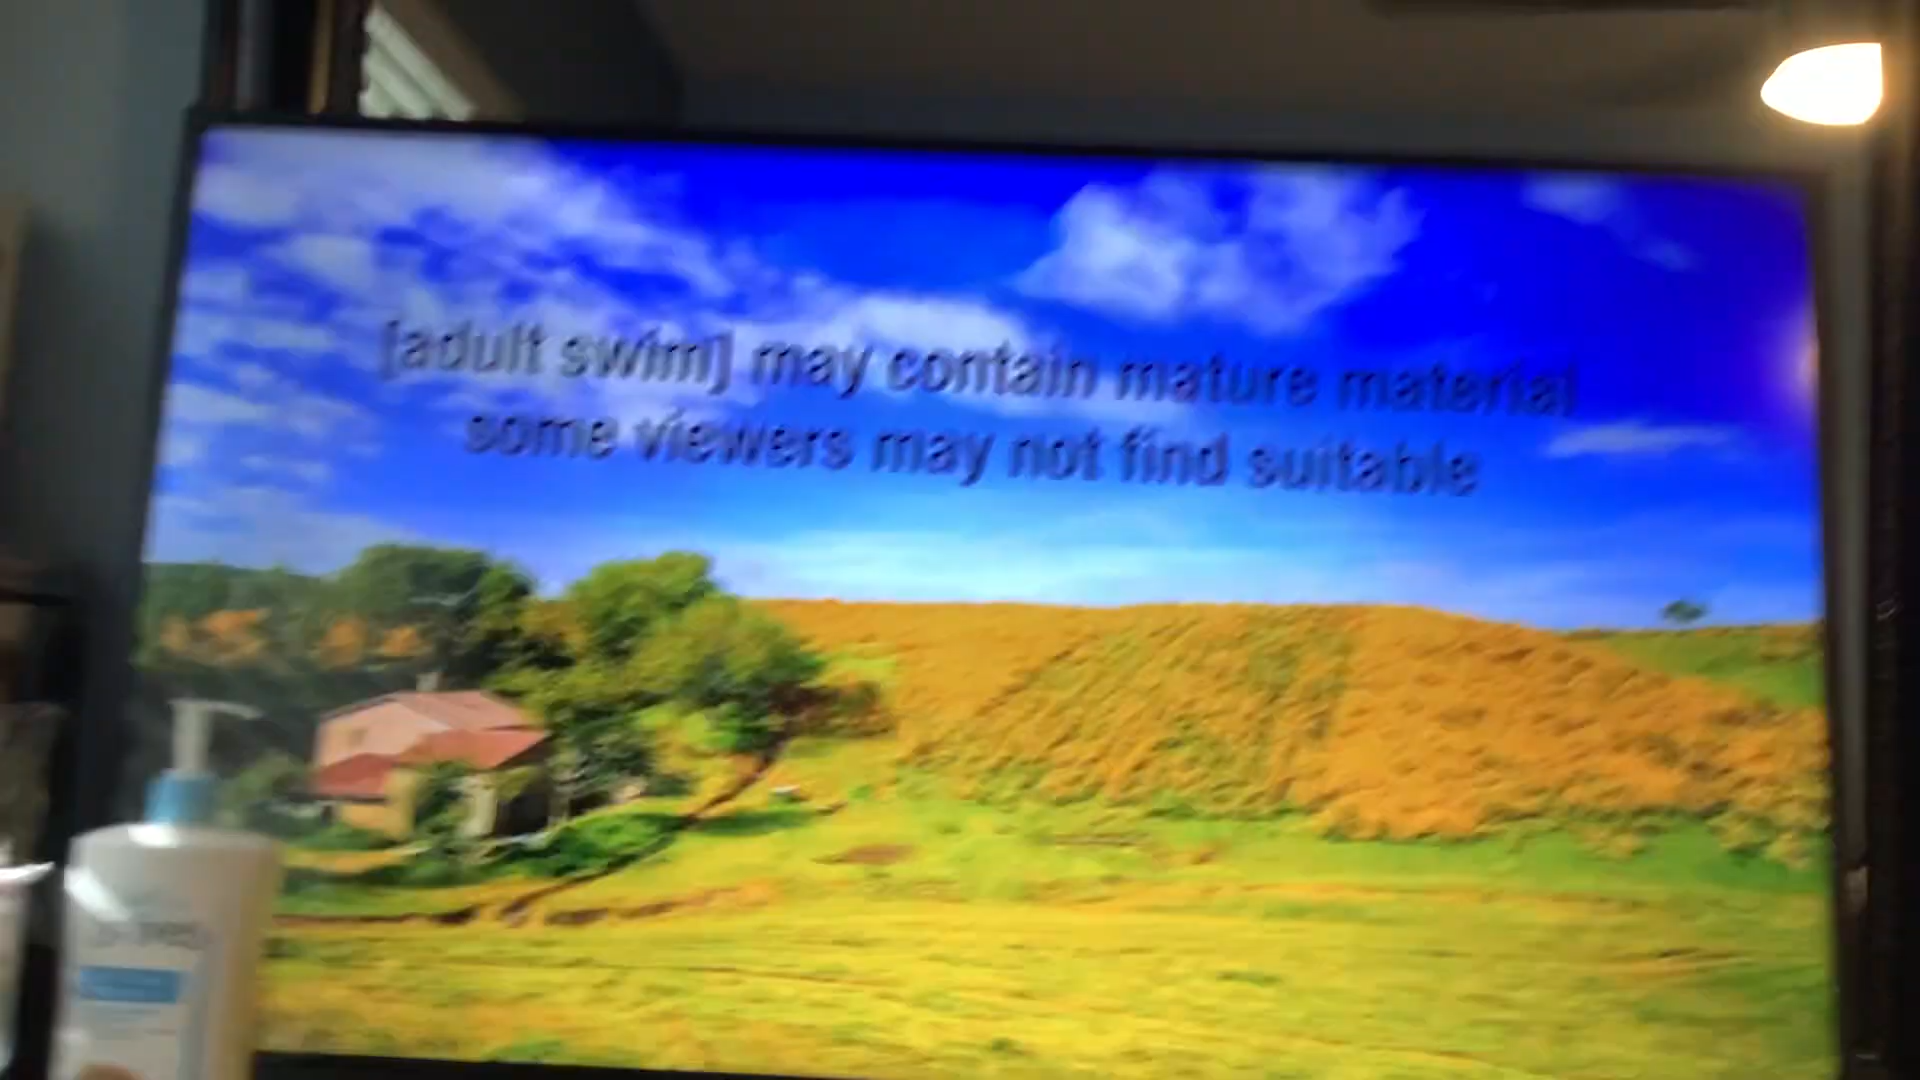 [adult swim] may contain mature material
some viewers may not find suitable